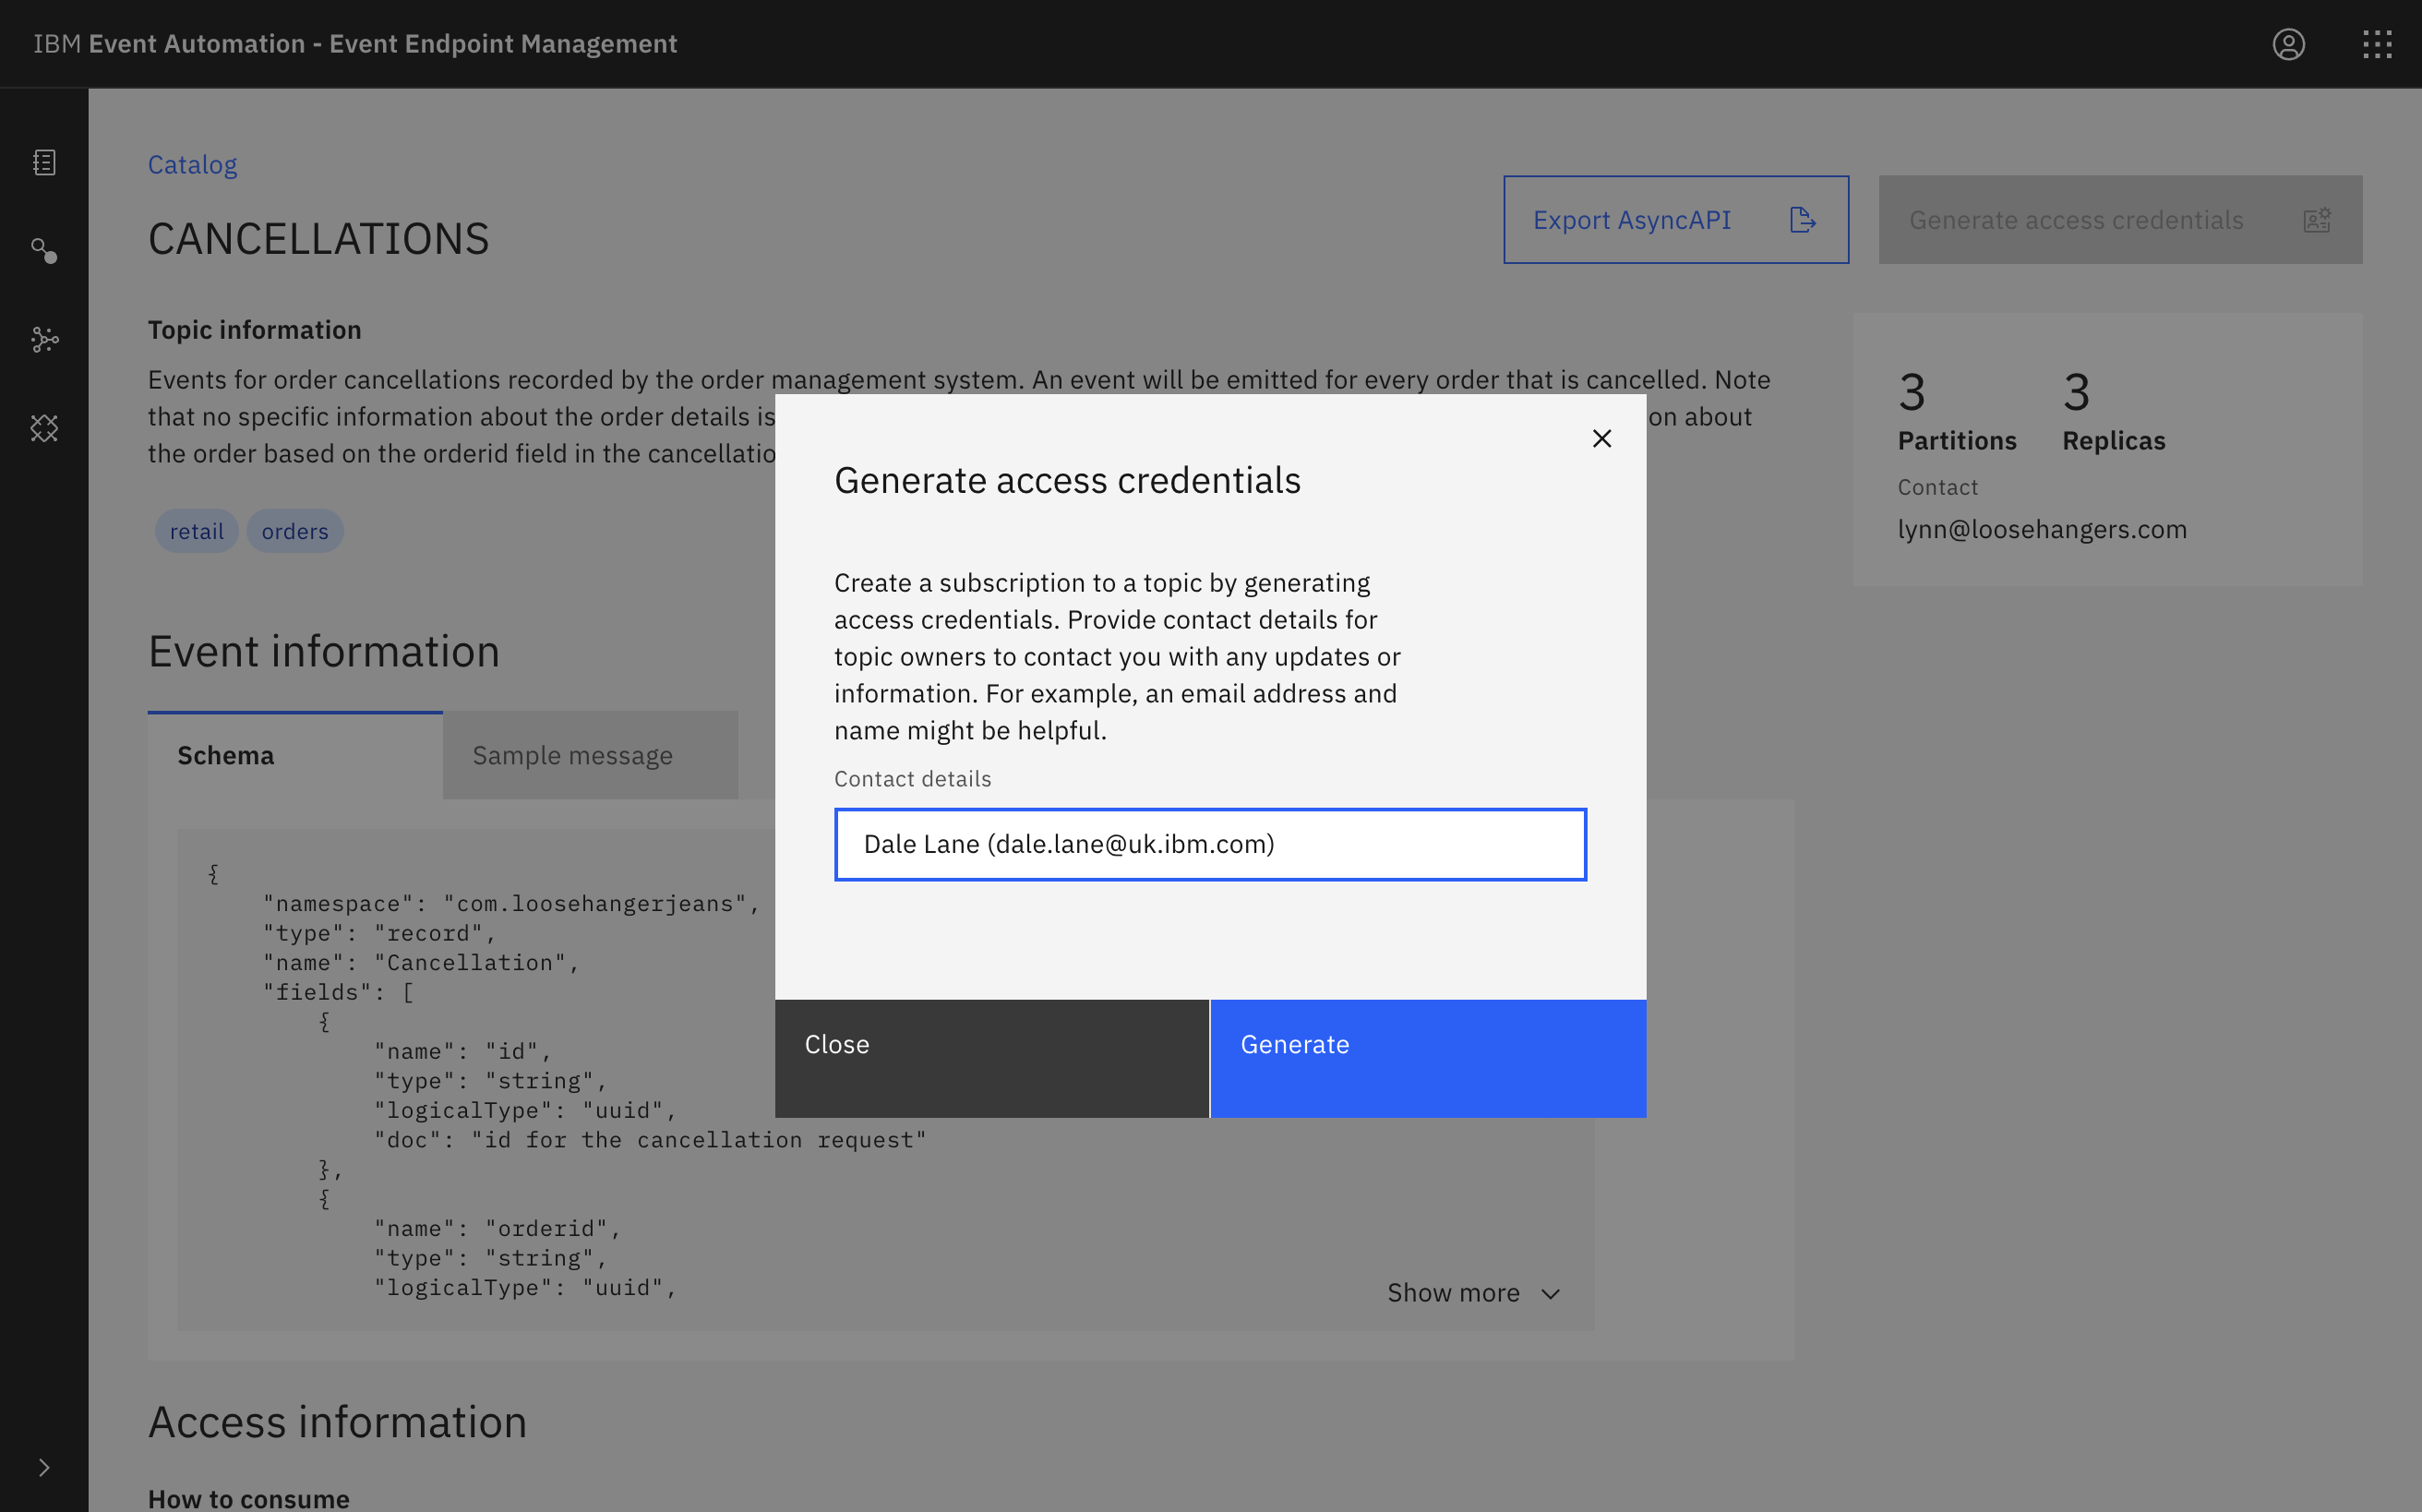 IBM Event Automation - Event Endpoint Management
Catalog
CANCELLATIONS
Export AsyncAPI
Generate access credentials
Topic information
Events for order cancellations recorded by the order management system. An event will be emitted for every order that is cancelled. Note
that no specific information about the order details is
on about
the order based on the orderid field in the
retail
orders
3
Partitions
3
Replicas
Contact
lynn@loosehangers.com
Generate access credentials
Create a subscription to a topic by generating
access credentials. Provide contact details for
topic owners to contact you with any updates or
information. For example, an email address and
name might be helpful.
Contact details
Dale Lane (dale.lane@uk.ibm.com)
Close
Generate
Event information
Schema
Sample message
{
"namespace": "com.loosehangerjeans",
"type": "record",
"name": "Cancellation",
"fields": [
{
"name": "id",
"type": "string",
"logicalType": "uuid",
"doc": "id for the cancellation request"
},
{
"name": "orderid",
"type": "string",
"logicalType": "uuid",
Show more
Access information
How to consume